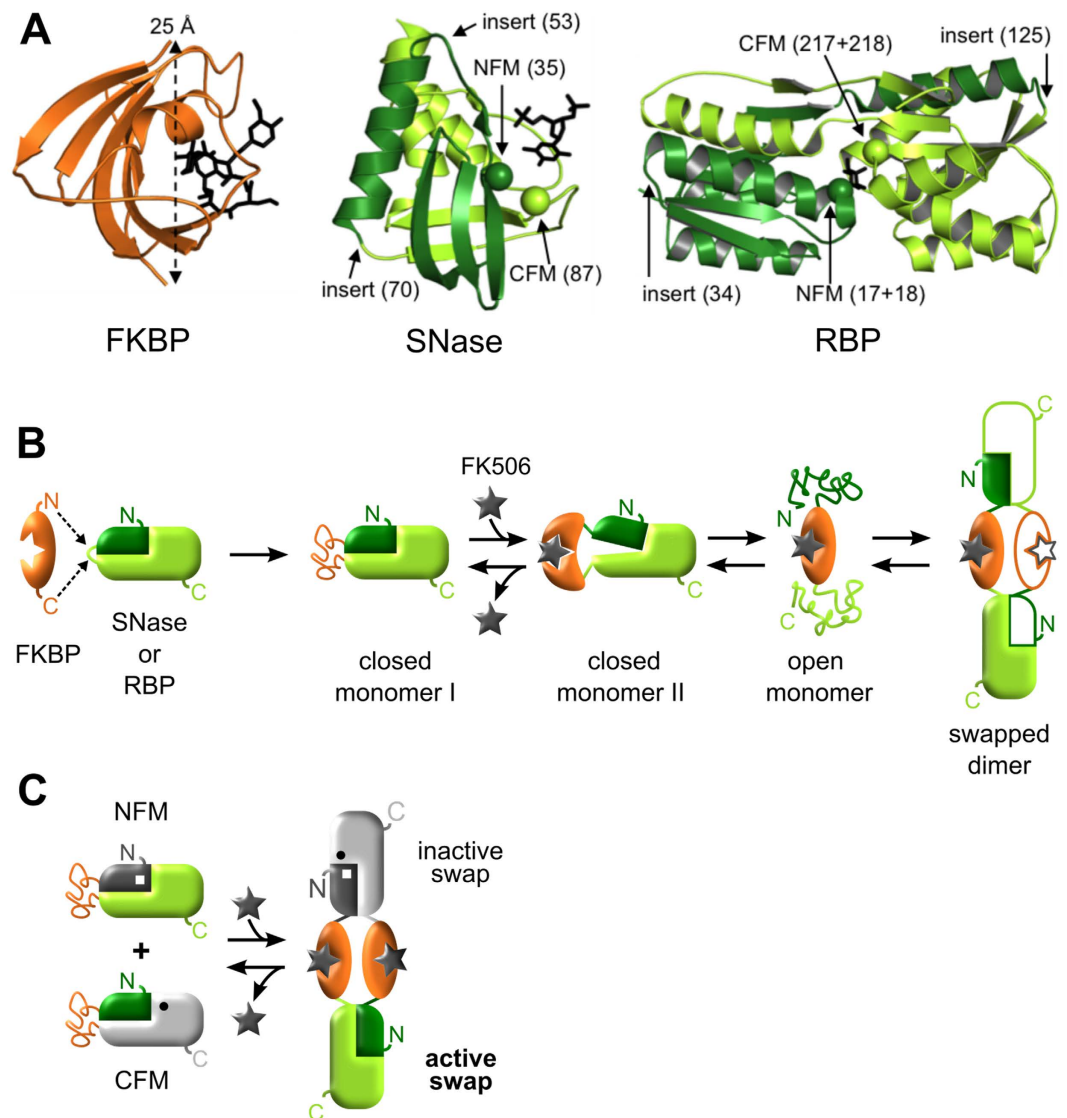 A
25 Å
insert (53)
NFM (35)
CFM (87)
insert (70)
CFM (217+218)
insert (125)
insert (34)
NFM (17+18)
FKBP
SNase
RBP
B
N
C
FKBP
N
C
SNase
or
RBP
N
C
closed
monomer I
FK506
N
C
closed
monomer II
N
C
open
monomer
C
N
N
C
swapped
dimer
C
NFM
N
C
+
N
C
CFM
C
N
inactive
swap
N
C
active
swap